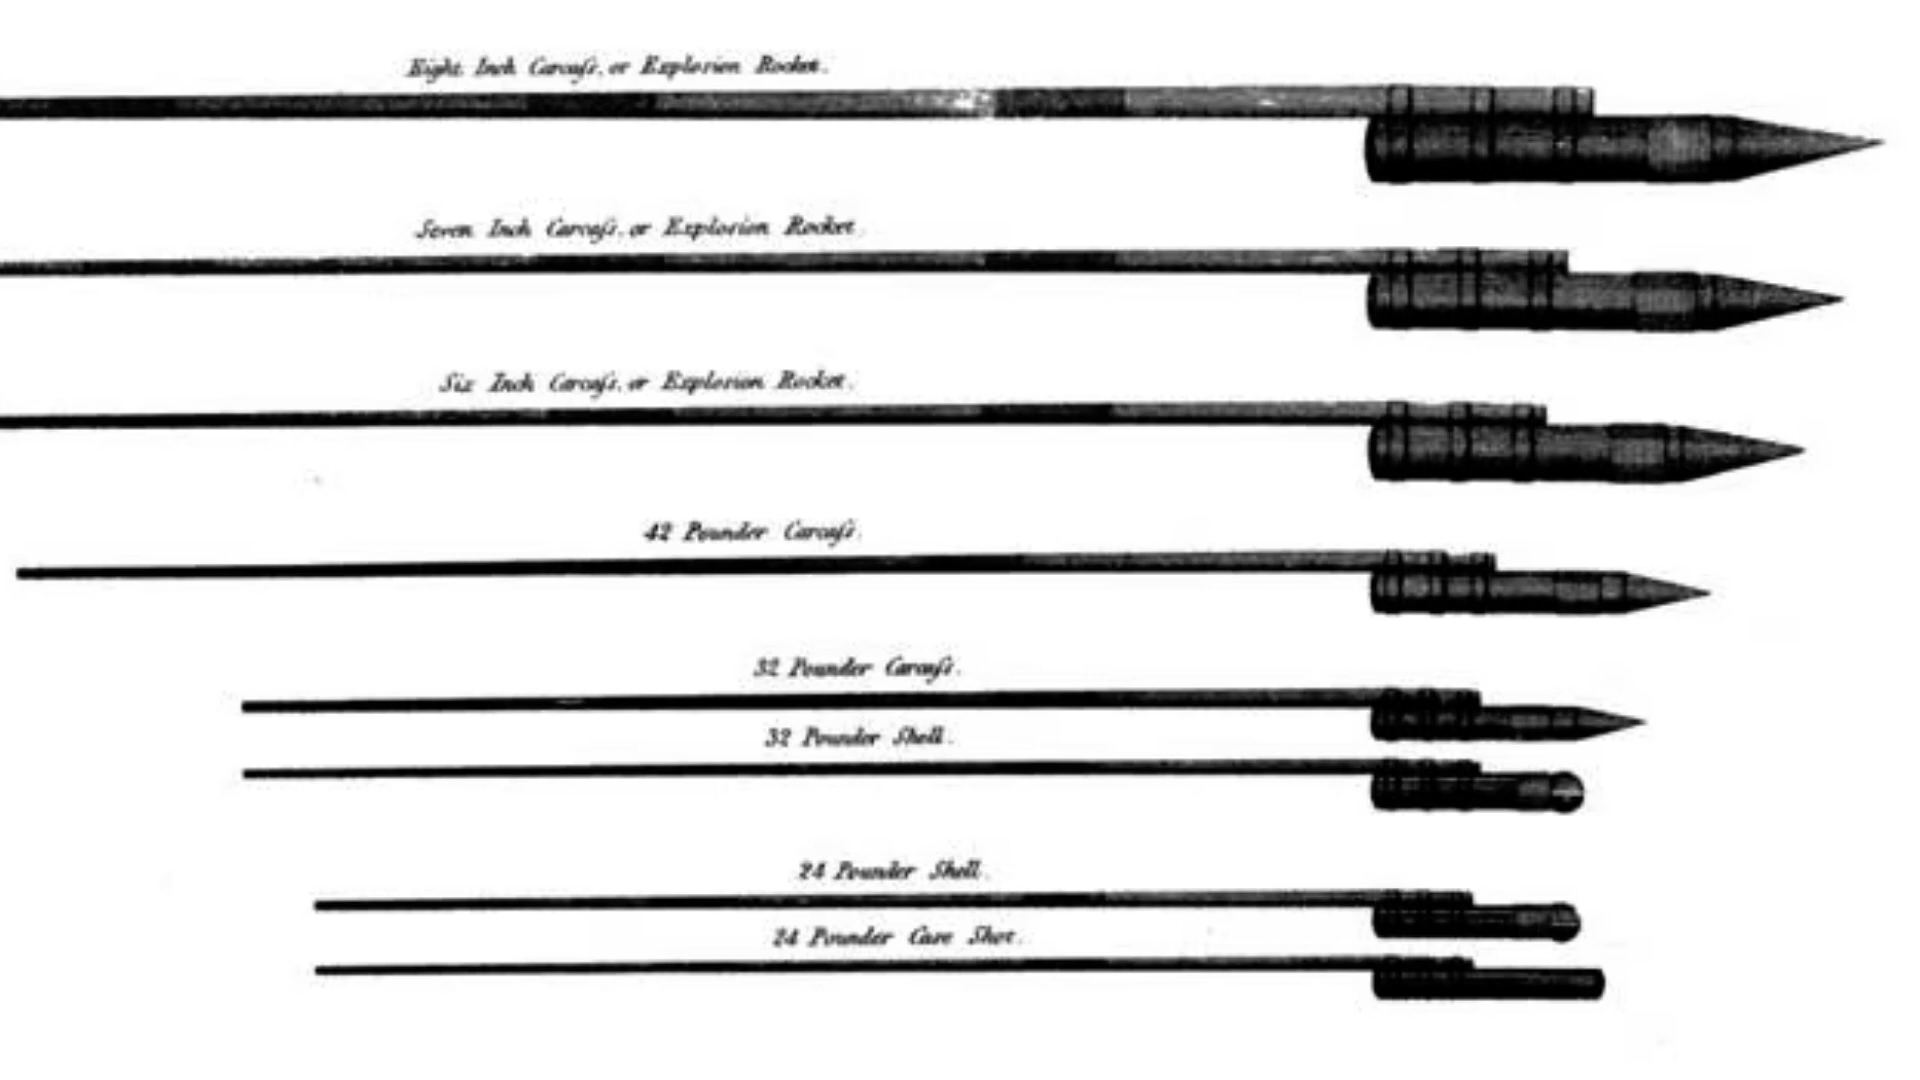 Eight Inch Carcaſs, or Explosion Rocket.
Seven Inch Carcaſs, or Explosion Rocket.
Six Inch Carcaſs, or Explosion Rocket.
42 Pounder Carcaſs.
32 Pounder Carcaſs.
32 Pounder Shell.
24 Pounder Shell.
24 Pounder Case Shot.